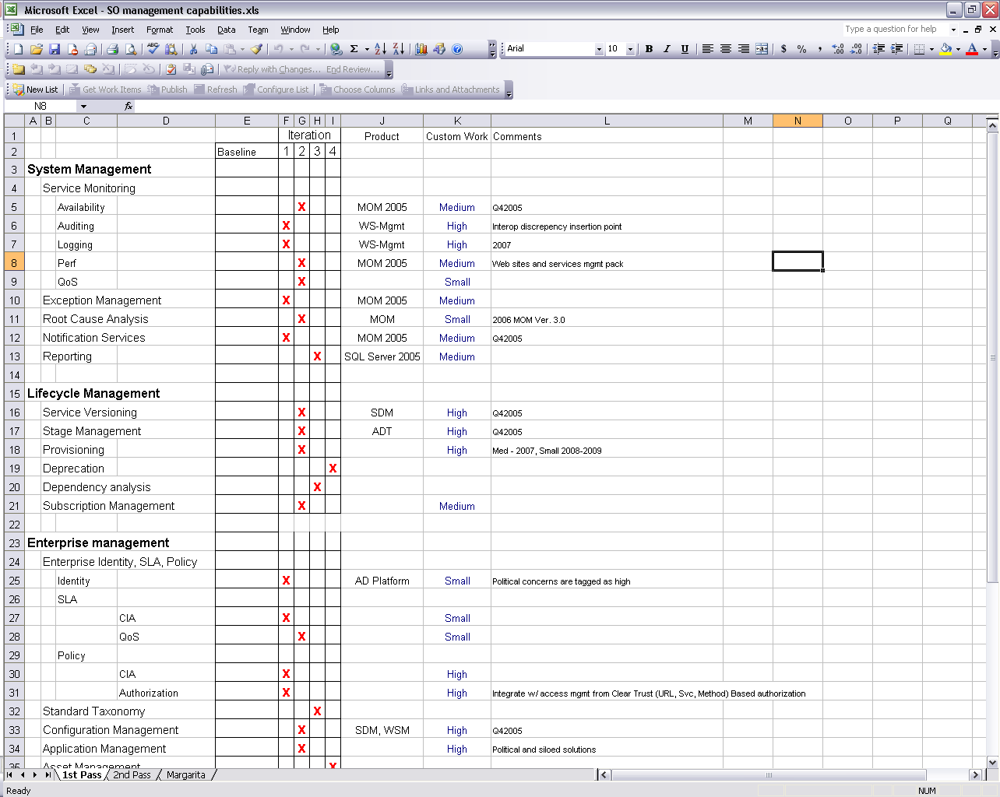 Microsoft Excel - SO management capabilities.xls
File Edit View Insert Format Tools Data Team Window Help Type a question for help
Arial 10 B I U $ % ,
Reply with Changes... End Review...
New List Get Work Items Publish Refresh Configure List Choose Columns Links and Attachments
N8 fx
A B C D E F G H I J K L M N O P Q
1 Iteration Product Custom Work Comments
2 Baseline 1 2 3 4
3 System Management
4 Service Monitoring
5 Availability X MOM 2005 Medium Q42005
6 Auditing X WS-Mgmt High Interop discrepency insertion point
7 Logging X WS-Mgmt High 2007
8 Perf X MOM 2005 Medium Web sites and services mgmt pack
9 QoS X Small
10 Exception Management X MOM 2005 Medium
11 Root Cause Analysis X MOM Small 2006 MOM Ver. 3.0
12 Notification Services X MOM 2005 Medium Q42005
13 Reporting X SQL Server 2005 Medium
14
15 Lifecycle Management
16 Service Versioning X SDM High Q42005
17 Stage Management X ADT High Q42005
18 Provisioning X High Med - 2007, Small 2008-2009
19 Deprecation X
20 Dependency analysis X
21 Subscription Management X Medium
22
23 Enterprise management
24 Enterprise Identity, SLA, Policy
25 Identity X AD Platform Small Political concerns are tagged as high
26 SLA
27 CIA X Small
28 QoS X Small
29 Policy
30 CIA X High
31 Authorization X High Integrate w/ access mgmt from Clear Trust (URL, Svc, Method) Based authorization
32 Standard Taxonomy X
33 Configuration Management X SDM, WSM High Q42005
34 Application Management X High Political and siloed solutions
35 Asset Management X
1st Pass 2nd Pass Margarita
Ready NUM